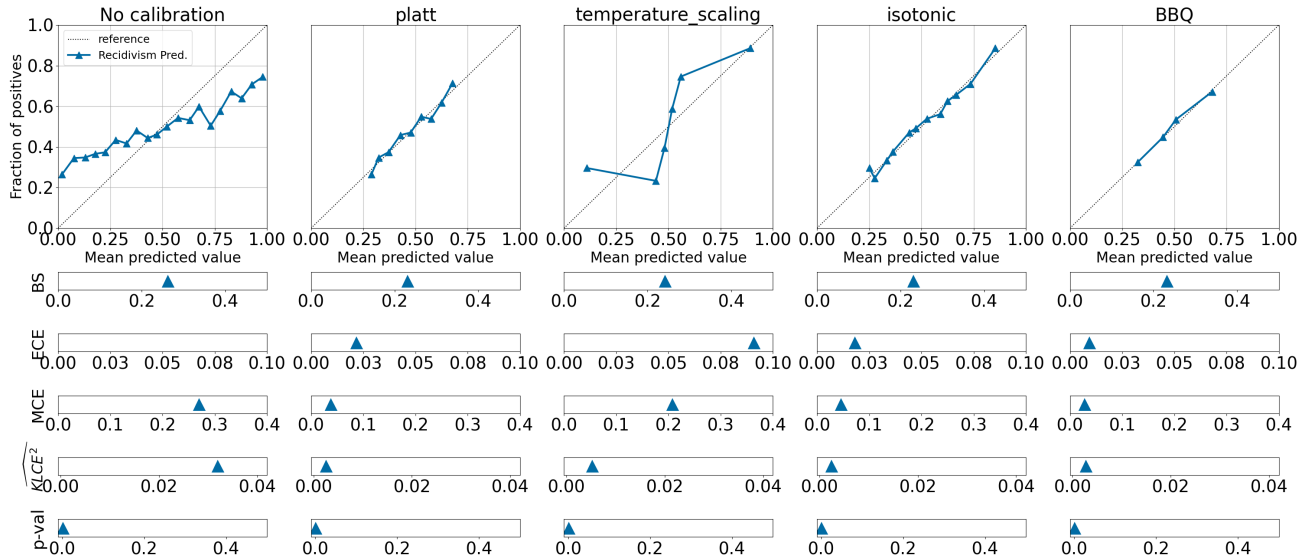 No calibration
platt
temperature_scaling
isotonic
BBQ
reference
Recidivism Pred.
Fraction of positives
1.0
0.8
0.6
0.4
0.2
0.0
0.00 0.25 0.50 0.75 1.00
0.00 0.25 0.50 0.75 1.00
0.00 0.25 0.50 0.75 1.00
0.00 0.25 0.50 0.75 1.00
0.00 0.25 0.50 0.75 1.00
Mean predicted value
Mean predicted value
Mean predicted value
Mean predicted value
Mean predicted value
BS
0.0 0.2 0.4
0.0 0.2 0.4
0.0 0.2 0.4
0.0 0.2 0.4
0.0 0.2 0.4
ECE
0.00 0.03 0.05 0.08 0.10
0.00 0.03 0.05 0.08 0.10
0.00 0.03 0.05 0.08 0.10
0.00 0.03 0.05 0.08 0.10
0.00 0.03 0.05 0.08 0.10
MCE
0.0 0.1 0.2 0.3 0.4
0.0 0.1 0.2 0.3 0.4
0.0 0.1 0.2 0.3 0.4
0.0 0.1 0.2 0.3 0.4
0.0 0.1 0.2 0.3 0.4
KLCE²
0.00 0.02 0.04
0.00 0.02 0.04
0.00 0.02 0.04
0.00 0.02 0.04
0.00 0.02 0.04
p-val
0.0 0.2 0.4
0.0 0.2 0.4
0.0 0.2 0.4
0.0 0.2 0.4
0.0 0.2 0.4